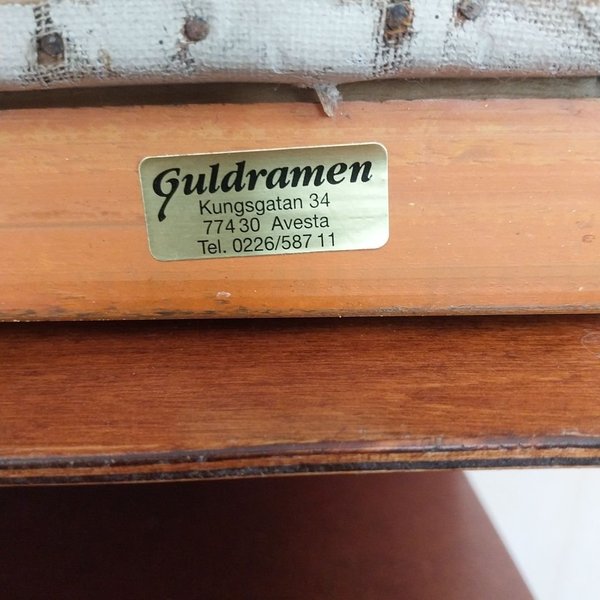 Guldramen
Kungsgatan 34
774 30 Avesta
Tel. 0226/587 11